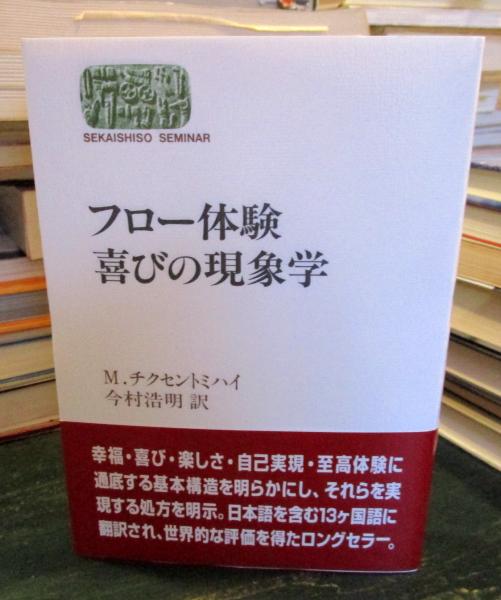 SEKAISHISO SEMINAR
フロー体験
喜びの現象学
M.チクセントミハイ
今村浩明 訳
幸福・喜び・楽しさ・自己実現・至高体験に
通底する基本構造を明らかにし、それらを実
現する処方を明示。日本語を含む13ヶ国語に
翻訳され、世界的な評価を得たロングセラー。